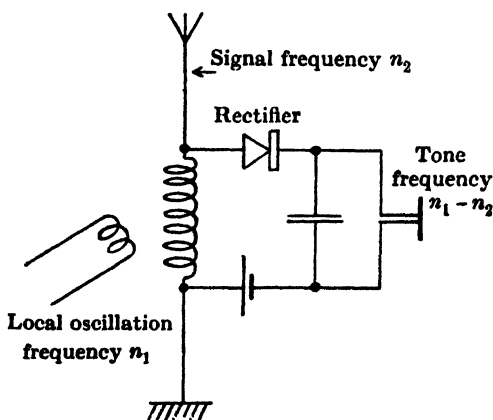 Signal frequency n₂
Rectifier
Tone
frequency
n₁ – n₂
Local oscillation
frequency n₁